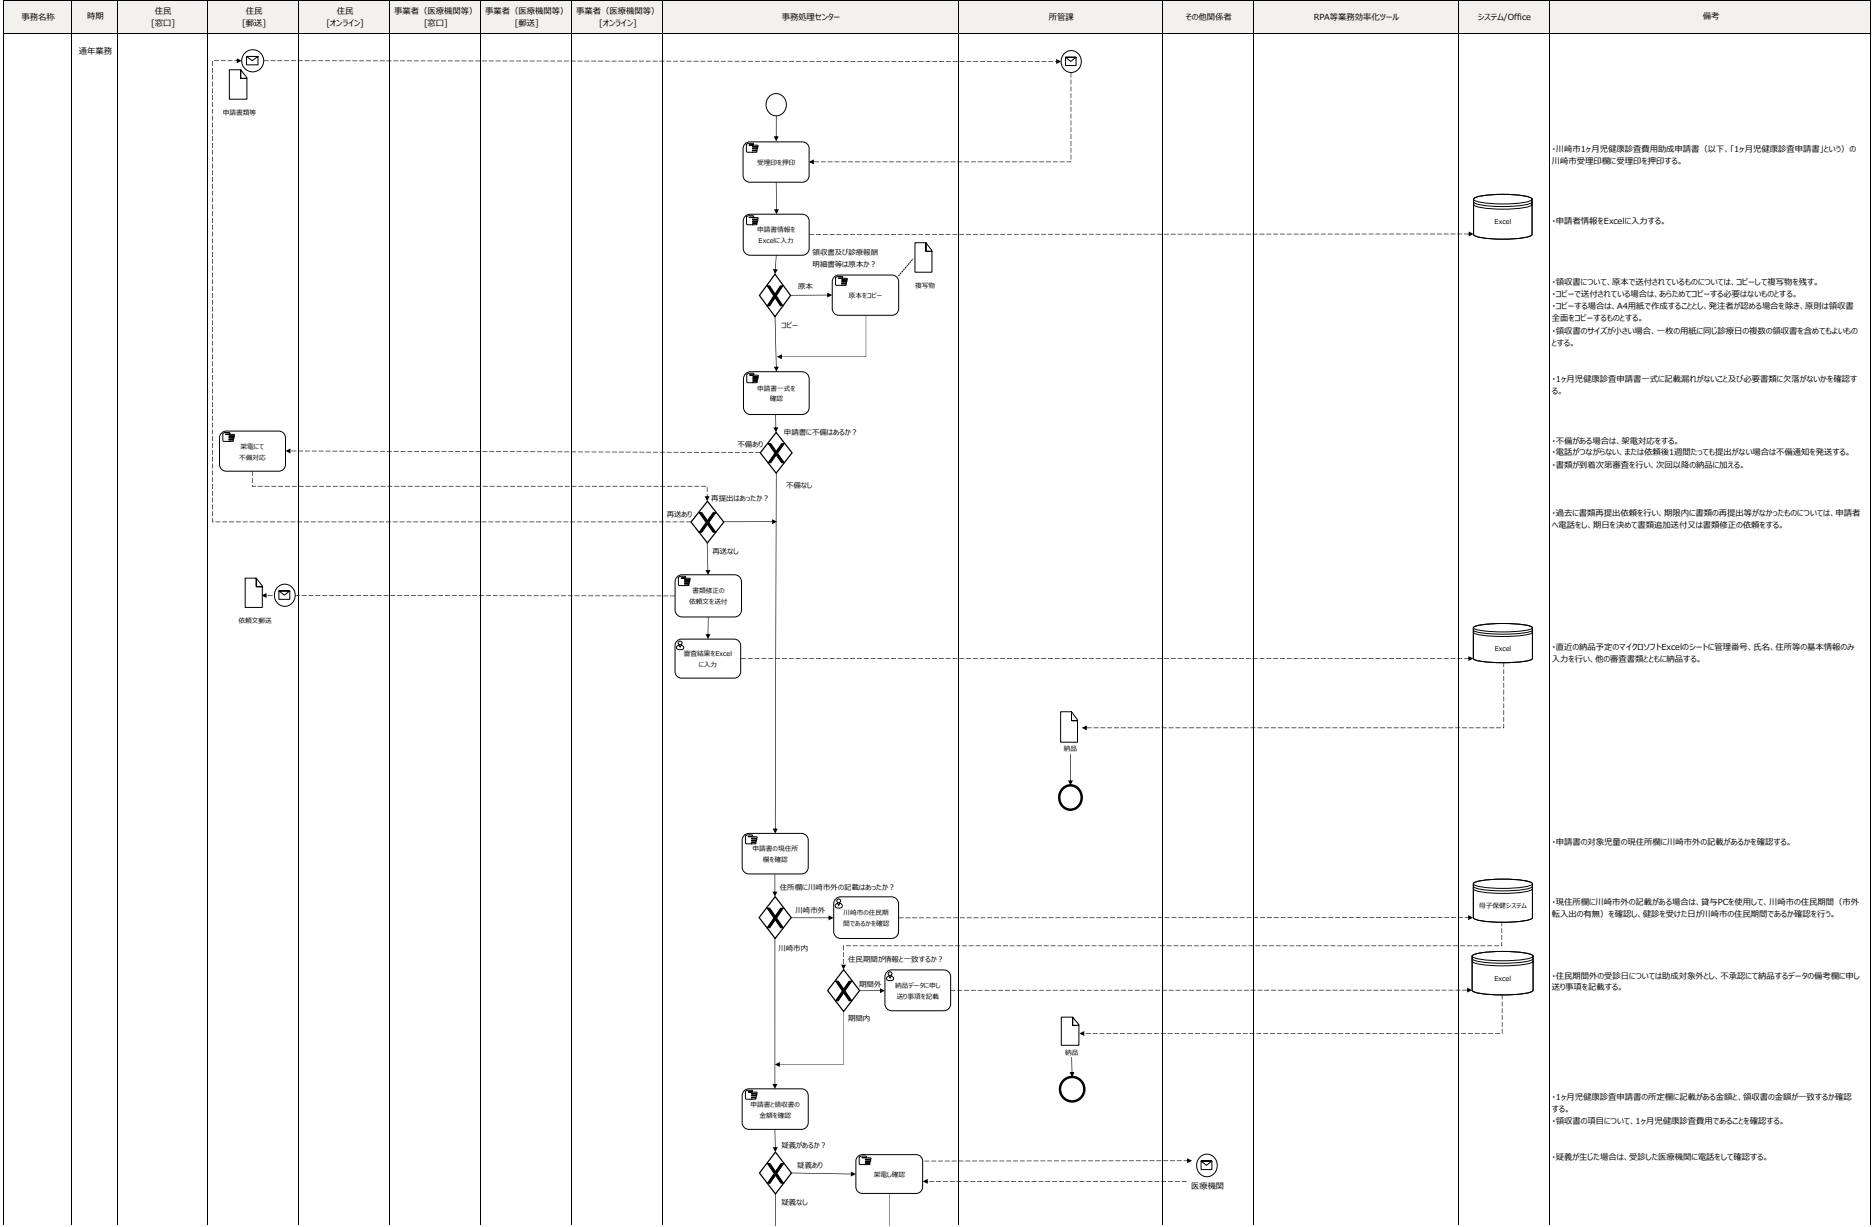 事務名称
時期
住民
[窓口]
住民
[郵送]
住民
[オンライン]
事業者（医療機関等）
[窓口]
事業者（医療機関等）
[郵送]
事業者（医療機関等）
[オンライン]
事務処理センター
所管課
その他関係者
RPA等業務効率化ツール
システム/Office
備考
通年業務
申請書類等
受理印を押印
・川崎市1ヶ月児健康診査費用助成申請書（以下、「1ヶ月児健康診査申請書」という）の
川崎市受理印欄に受理印を押印する。
申請書情報を
Excelに入力
Excel
・申請者情報をExcelに入力する。
領収書及び診療報酬
明細書等は原本か？
原本
原本をコピー
複写物
コピー
・領収書について、原本で送付されているものについては、コピーして複写物を残す。
・コピーで送付されている場合は、あらためてコピーする必要はないものとする。
・コピーする場合は、A4用紙で作成することとし、発注者が認める場合を除き、原則は領収書
全面をコピーするものとする。
・領収書のサイズが小さい場合、一枚の用紙に同じ診療日の複数の領収書を含めてもよいもの
とする。
申請書一式を
確認
・1ヶ月児健康診査申請書一式に記載漏れがないこと及び必要書類に欠落がないかを確認す
る。
申請書に不備はあるか？
不備あり
架電にて
不備対応
不備なし
・不備がある場合は、架電対応をする。
・電話がつながらない、または依頼後1週間たっても提出がない場合は不備通知を発送する。
・書類が到着次第審査を行い、次回以降の納品に加える。
再提出はあったか？
再送あり
再送なし
・過去に書類再提出依頼を行い、期限内に書類の再提出等がなかったものについては、申請者
へ電話をし、期日を決めて書類追加送付又は書類修正の依頼をする。
書類修正の
依頼文を送付
依頼文郵送
審査結果をExcel
に入力
Excel
・直近の納品予定のマイクロソフトExcelのシートに管理番号、氏名、住所等の基本情報のみ
入力を行い、他の審査書類とともに納品する。
納品
申請書の現住所
欄を確認
・申請書の対象児童の現住所欄に川崎市外の記載があるかを確認する。
住所欄に川崎市外の記載はあったか？
川崎市外
川崎市の住民期
間であるかを確認
母子保健システム
川崎市内
・現住所欄に川崎市外の記載がある場合は、貸与PCを使用して、川崎市の住民期間（市外
転入出の有無）を確認し、健診を受けた日が川崎市の住民期間であるか確認を行う。
住民期間が情報と一致するか？
期間外
納品データに申し
送り事項を記載
Excel
期間内
・住民期間外の受診日については助成対象外とし、不承認にて納品するデータの備考欄に申し
送り事項を記載する。
納品
申請書と領収書の
金額を確認
・1ヶ月児健康診査申請書の所定欄に記載がある金額と、領収書の金額が一致するか確認
する。
・領収書の項目について、1ヶ月児健康診査費用であることを確認する。
疑義があるか？
疑義あり
架電し確認
医療機関
疑義なし
・疑義が生じた場合は、受診した医療機関に電話をして確認する。